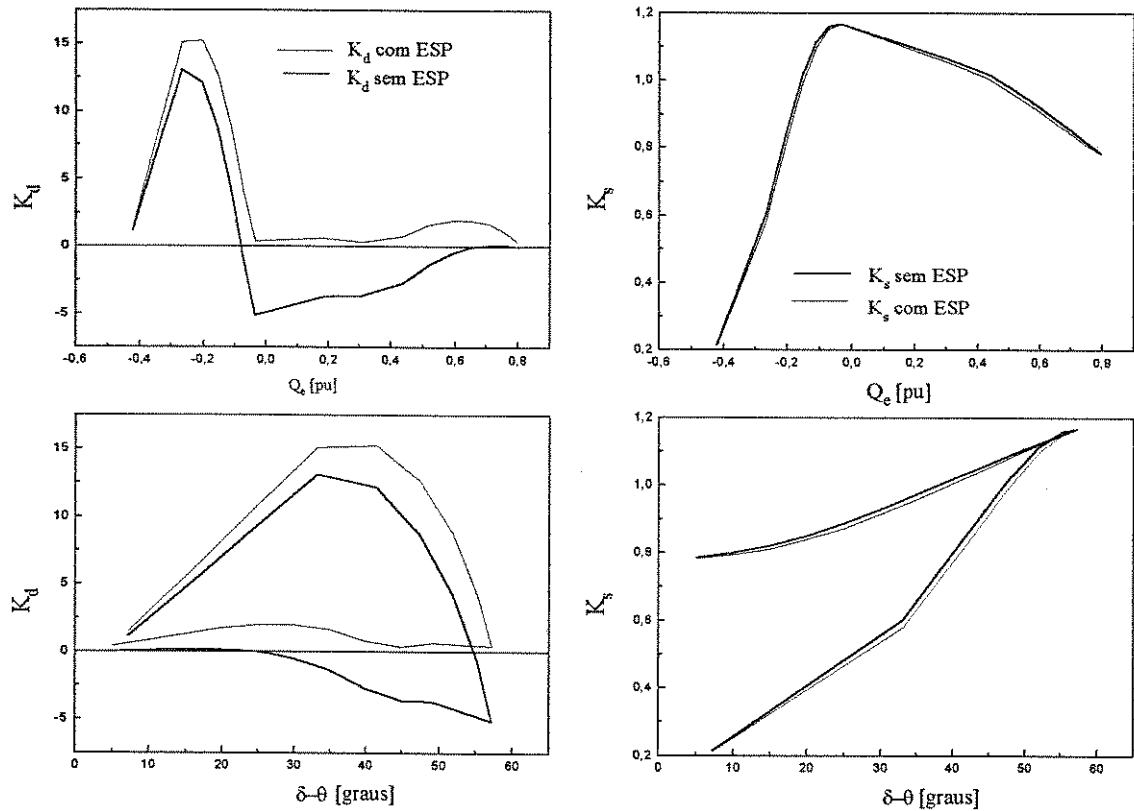 15
10
5
0
-5
K_d
K_d com ESP
K_d sem ESP
-0,6 -0,4 -0,2 0,0 0,2 0,4 0,6 0,8
Q_e [pu]
1,2
1,0
0,8
0,6
0,4
0,2
K_s
K_s sem ESP
K_s com ESP
-0,6 -0,4 -0,2 0,0 0,2 0,4 0,6 0,8
Q_e [pu]
15
10
5
0
-5
K_d
0 10 20 30 40 50 60
δ–θ [graus]
1,2
1,0
0,8
0,6
0,4
0,2
K_s
0 10 20 30 40 50 60
δ–θ [graus]